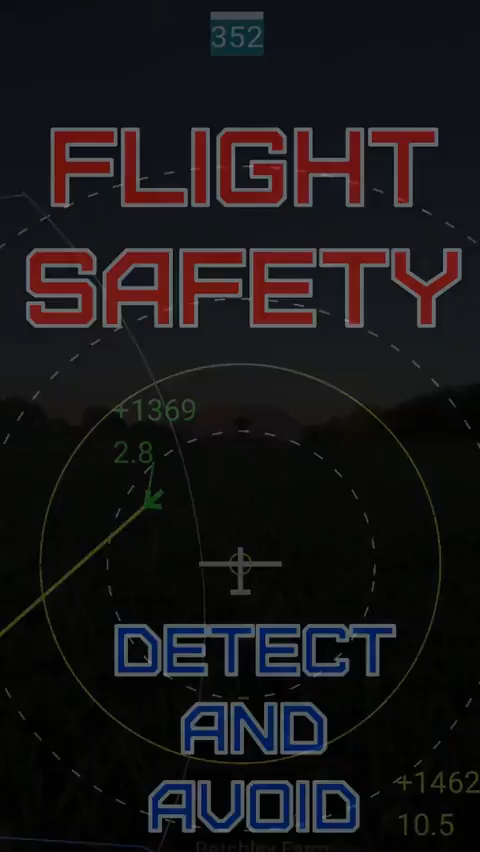 352
FLIGHT
SAFETY
+1369
2.8
DETECT
AND
AVOID
+1462
10.5